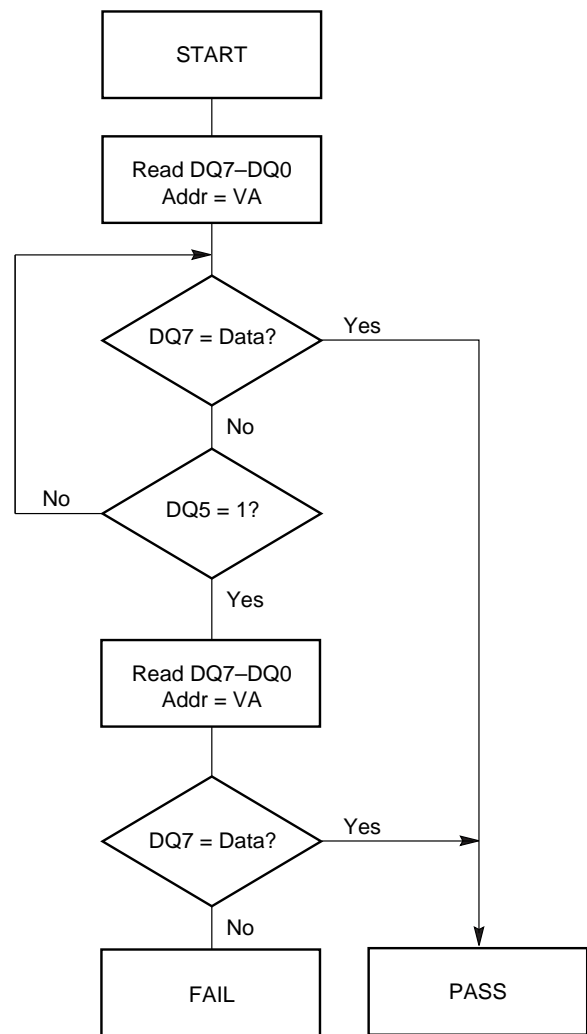 START
Read DQ7–DQ0
Addr = VA
DQ7 = Data?
Yes
No
No
DQ5 = 1?
Yes
Read DQ7–DQ0
Addr = VA
DQ7 = Data?
Yes
No
FAIL
PASS